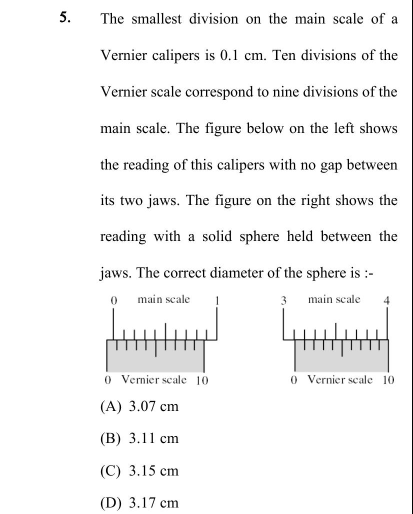 5. The smallest division on the main scale of a
Vernier calipers is 0.1 cm. Ten divisions of the
Vernier scale correspond to nine divisions of the
main scale. The figure below on the left shows
the reading of this calipers with no gap between
its two jaws. The figure on the right shows the
reading with a solid sphere held between the
jaws. The correct diameter of the sphere is :-
0 main scale 1
0 Vernier scale 10
3 main scale 4
0 Vernier scale 10
(A) 3.07 cm
(B) 3.11 cm
(C) 3.15 cm
(D) 3.17 cm